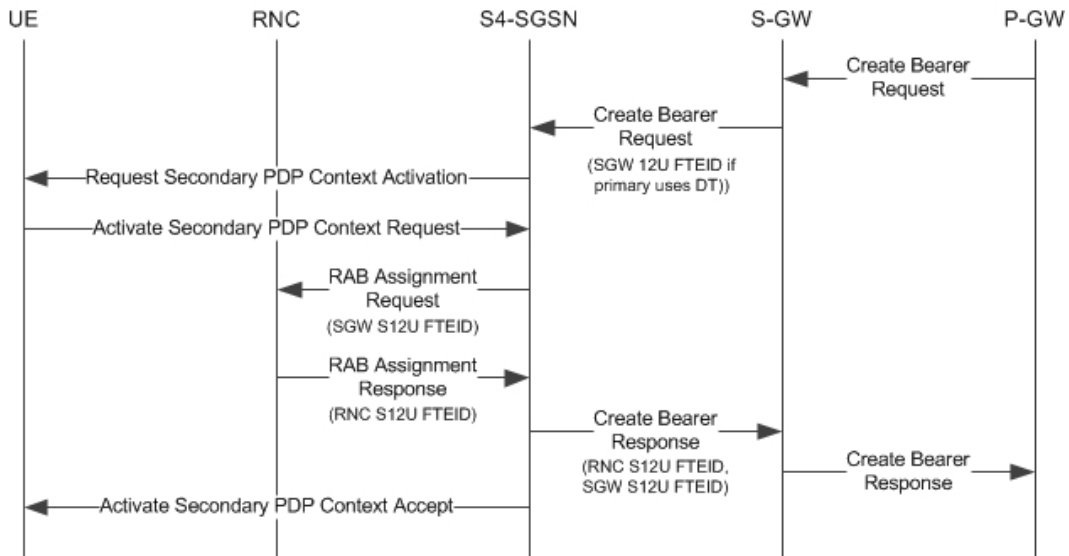 UE RNC S4-SGSN S-GW P-GW
Create Bearer
Request
Create Bearer
Request
(SGW 12U FTEID if
primary uses DT))
Request Secondary PDP Context Activation
Activate Secondary PDP Context Request
RAB Assignment
Request
(SGW S12U FTEID)
RAB Assignment
Response
(RNC S12U FTEID)
Create Bearer
Response
(RNC S12U FTEID,
SGW S12U FTEID)
Create Bearer
Response
Activate Secondary PDP Context Accept